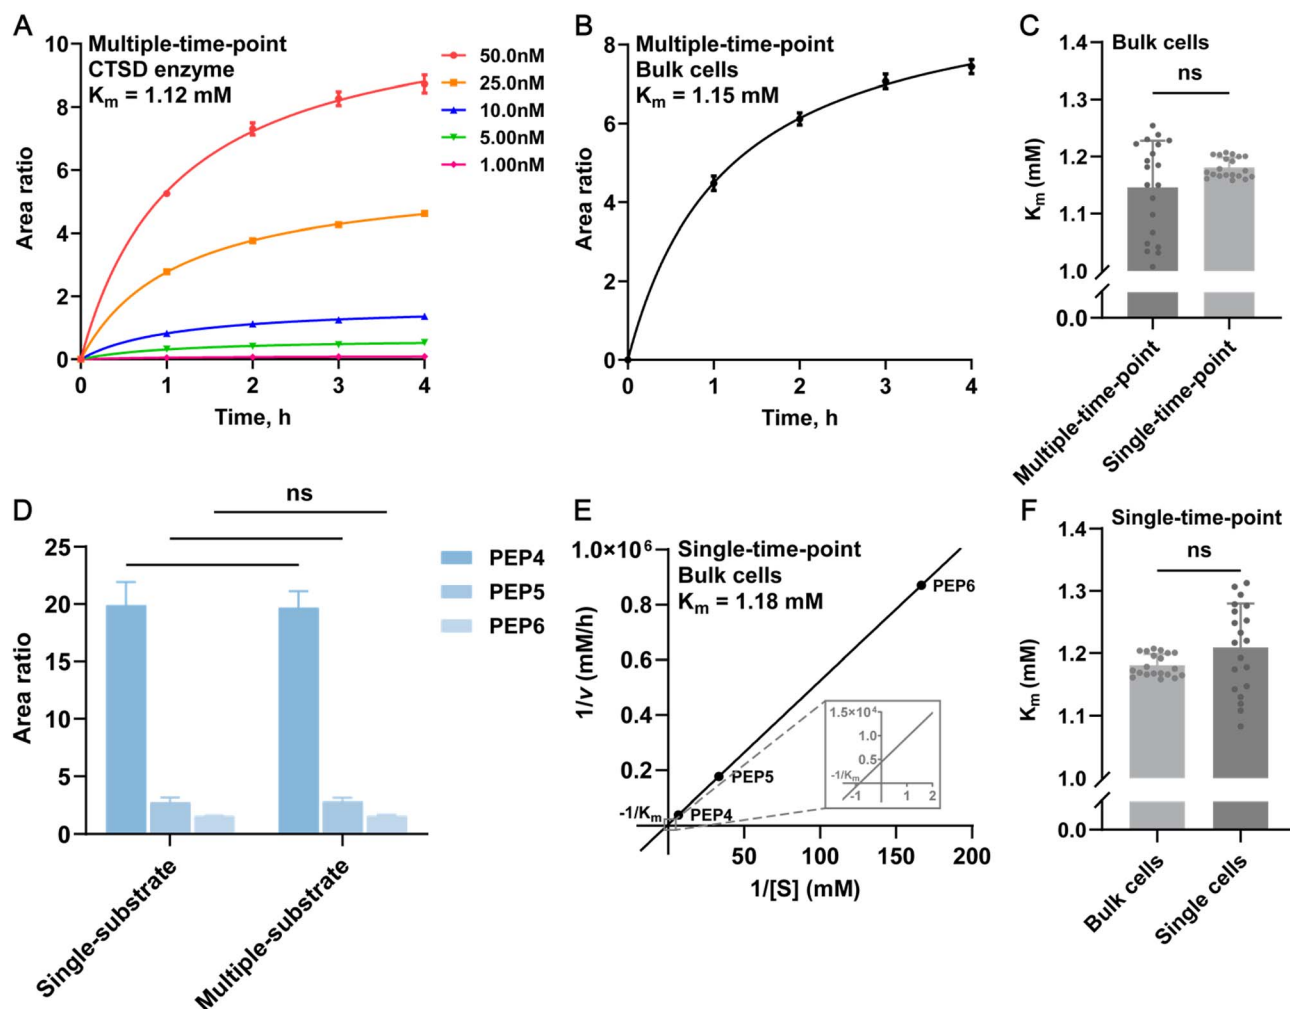 A
Multiple-time-point
CTSD enzyme
Km = 1.12 mM
50.0nM
25.0nM
10.0nM
5.00nM
1.00nM
Area ratio
10
8
6
4
2
0
0 1 2 3 4
Time, h
B
Multiple-time-point
Bulk cells
Km = 1.15 mM
Area ratio
8
6
4
2
0
0 1 2 3 4
Time, h
C
Bulk cells
ns
Km (mM)
1.4
1.3
1.2
1.1
1.0
0.0
Multiple-time-point
Single-time-point
D
ns
PEP4
PEP5
PEP6
Area ratio
25
20
15
10
5
0
Single-substrate
Multiple-substrate
E
Single-time-point
Bulk cells
Km = 1.18 mM
1/v (mM/h)
1.0×10⁶
0.8
0.6
0.4
0.2
-1/Km
PEP6
PEP5
PEP4
1.5×10⁴
1.0
0.5
-1/Km
-1 1 2
50 100 150 200
1/[S] (mM)
F
Single-time-point
ns
Km (mM)
1.4
1.3
1.2
1.1
1.0
0.0
Bulk cells
Single cells